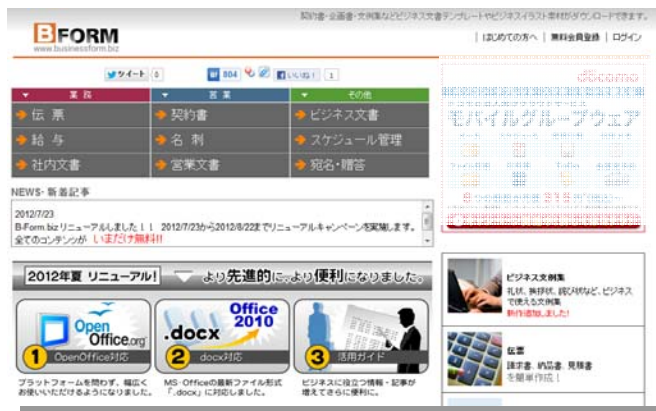 契約書・企画書・文例集などビジネス文書テンプレートやビジネスイラスト素材がダウンロードできます。
BFORM
www.businessform.biz
| はじめての方へ | 無料会員登録 | ログイン
ツイート 0
804
いいね! 1
▼ 業 務
▼ 営 業
▼ その他
伝 票
契約書
ビジネス文書
給 与
名 刺
スケジュール管理
社内文書
営業文書
宛名・贈答
docomo
モバイルグループウェア
NEWS・新着記事
2012/7/23
B-Form.bizリニューアルしました!! 2012/7/23から2012/8/22までリニューアルキャンペーンを実施します。
全てのコンテンツが いまだけ無料!!!
2012年夏 リニューアル!
より先進的に、より便利になりました。
Open Office.org
1 OpenOffice対応
Office 2010
.docx
2 docx対応
3 活用ガイド
プラットフォームを問わず、幅広く
お使いいただけるようになりました。
MS-Officeの最新ファイル形式
「.docx」に対応しました。
ビジネスに役立つ情報・記事が
増えてさらに便利に。
ビジネス文例集
礼状、挨拶状、詫び状など、ビジネス
で使える文例集
新作追加しました!
伝票
請求書、納品書、見積書
を簡単作成!